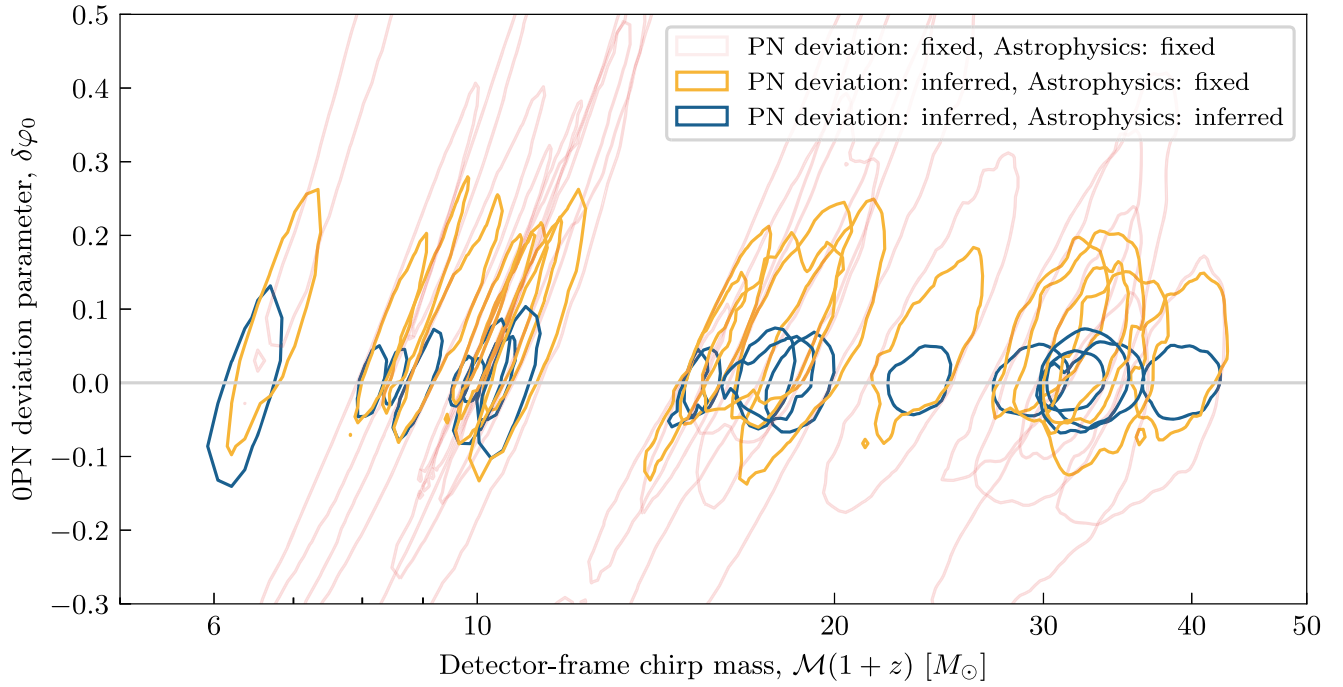 0.5
0.4
0.3
0.2
0.1
0.0
−0.1
−0.2
−0.3
0PN deviation parameter, δφ₀
PN deviation: fixed, Astrophysics: fixed
PN deviation: inferred, Astrophysics: fixed
PN deviation: inferred, Astrophysics: inferred
6 10 20 30 40 50
Detector-frame chirp mass, ℳ(1 + z) [M⊙]